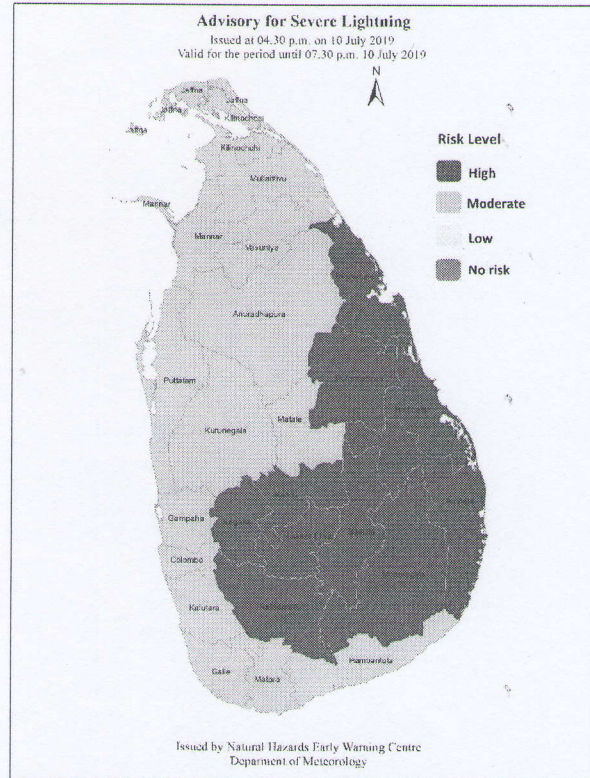 Advisory for Severe Lightning
Issued at 04.30 p.m. on 10 July 2019
Valid for the period until 07.30 p.m. 10 July 2019
N
Jaffna
Jaffna
Jaffna
Kilinochchi
Jaffna
Kilinochchi
Mullaitivu
Mannar
Mannar
Vavuniya
Anuradhapura
Puttalam
Matale
Kurunegala
Gampaha
Colombo
Kalutara
Galle
Matara
Hambantota
Risk Level
High
Moderate
Low
No risk
Issued by Natural Hazards Early Warning Centre
Deparment of Meteorology